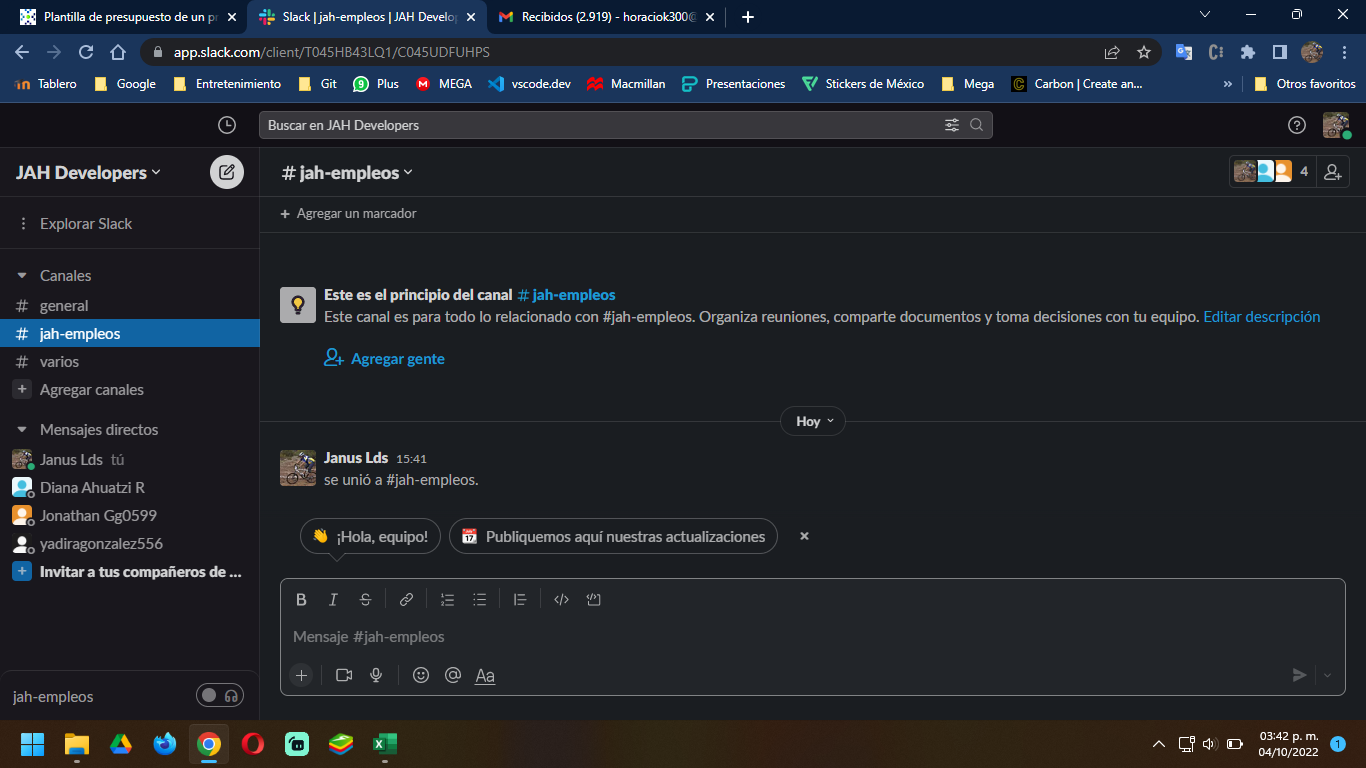 Plantilla de presupuesto de un pr
Slack | jah-empleos | JAH Develop
Recibidos (2.919) - horaciok300@
app.slack.com/client/T045HB43LQ1/C045UDFUHPS
Tablero
Google
Entretenimiento
Git
9
Plus
MEGA
vscode.dev
Macmillan
Presentaciones
Stickers de México
Mega
Carbon | Create an...
»
Otros favoritos
Buscar en JAH Developers
JAH Developers
# jah-empleos
4
Explorar Slack
+ Agregar un marcador
Canales
# general
# jah-empleos
# varios
+ Agregar canales
Este es el principio del canal # jah-empleos
Este canal es para todo lo relacionado con #jah-empleos. Organiza reuniones, comparte documentos y toma decisiones con tu equipo. Editar descripción
Agregar gente
Hoy
Mensajes directos
Janus Lds tú
Diana Ahuatzi R
Jonathan Gg0599
yadiragonzalez556
+ Invitar a tus compañeros de ...
Janus Lds 15:41
se unió a #jah-empleos.
¡Hola, equipo!
Publiquemos aquí nuestras actualizaciones
B I S
Mensaje #jah-empleos
+ @ Aa
jah-empleos
03:42 p. m.
04/10/2022
1